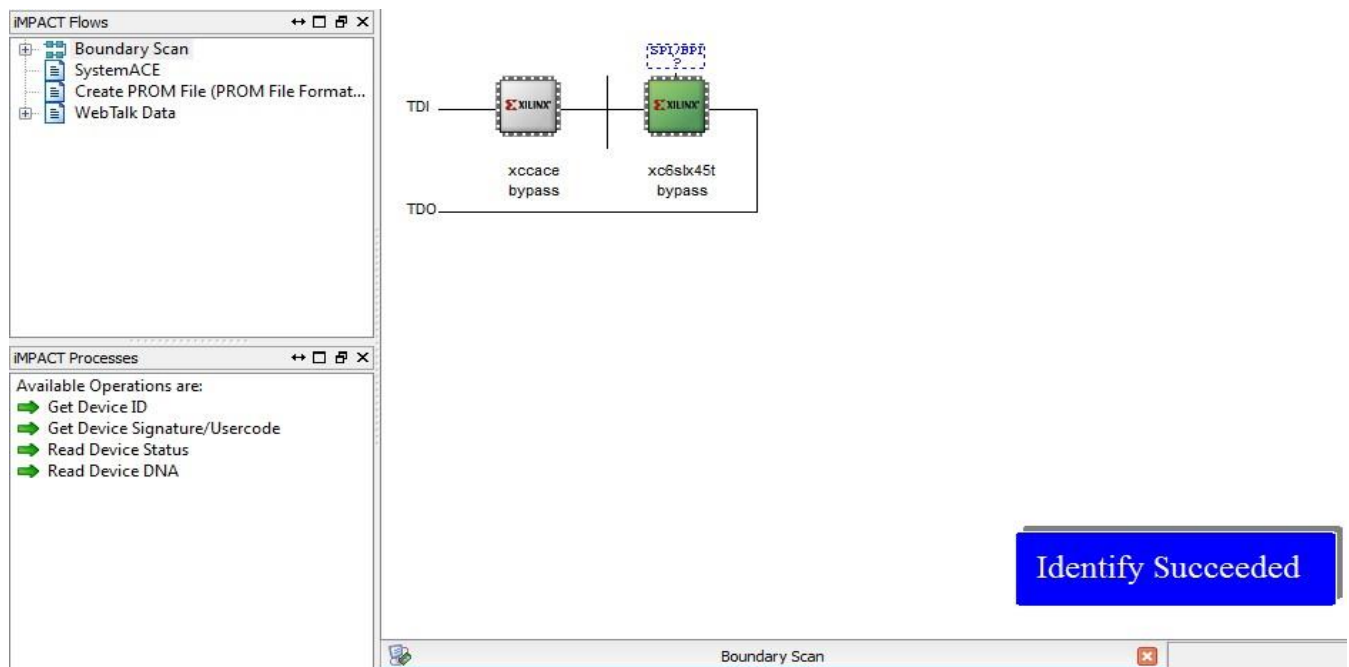 iMPACT Flows
Boundary Scan
SystemACE
Create PROM File (PROM File Format...
WebTalk Data
iMPACT Processes
Available Operations are:
Get Device ID
Get Device Signature/Usercode
Read Device Status
Read Device DNA
SPI/BPI
?
TDI
XILINX®
XILINX®
xccace
bypass
xc6slx45t
bypass
TDO
Identify Succeeded
Boundary Scan